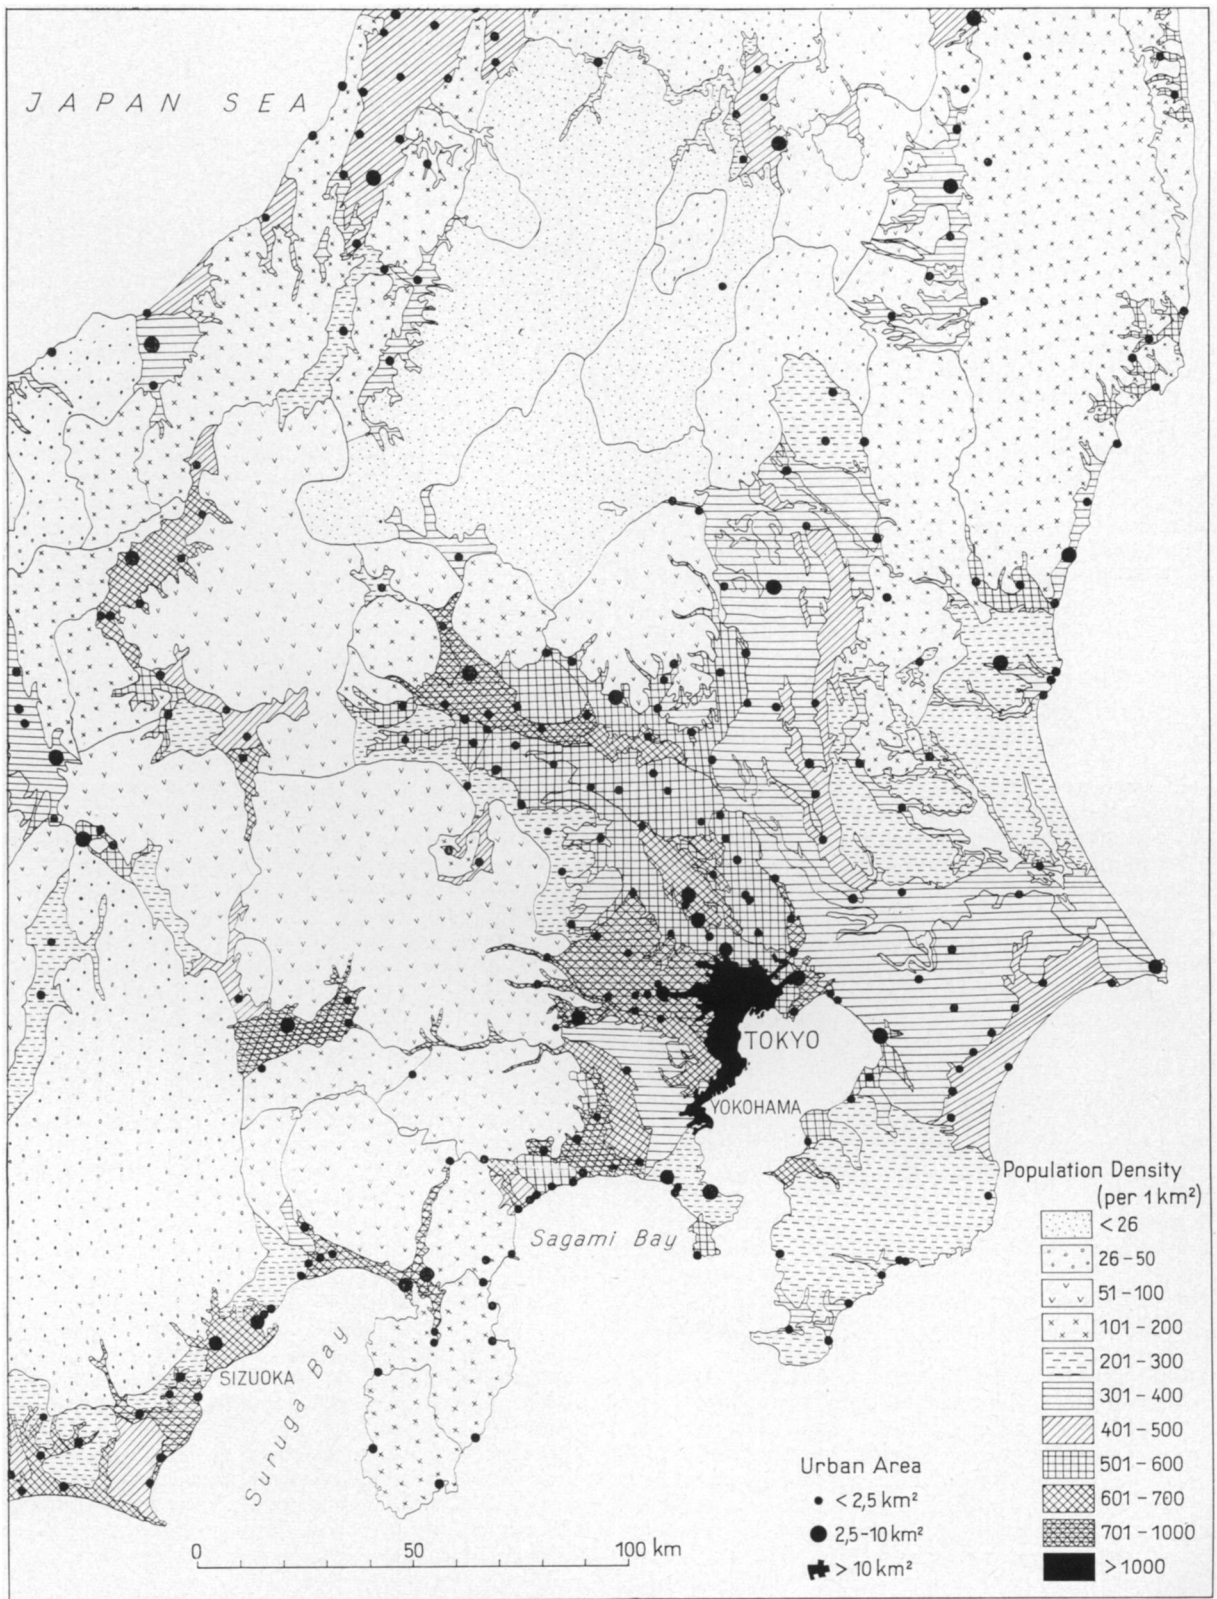 JAPAN SEA
TOKYO
YOKOHAMA
Sagami Bay
SIZUOKA
Suruga Bay
Population Density
(per 1 km²)
< 26
26 – 50
51 – 100
101 – 200
201 – 300
301 – 400
401 – 500
501 – 600
601 – 700
701 – 1000
> 1000
Urban Area
< 2,5 km²
2,5-10 km²
> 10 km²
0 50 100 km